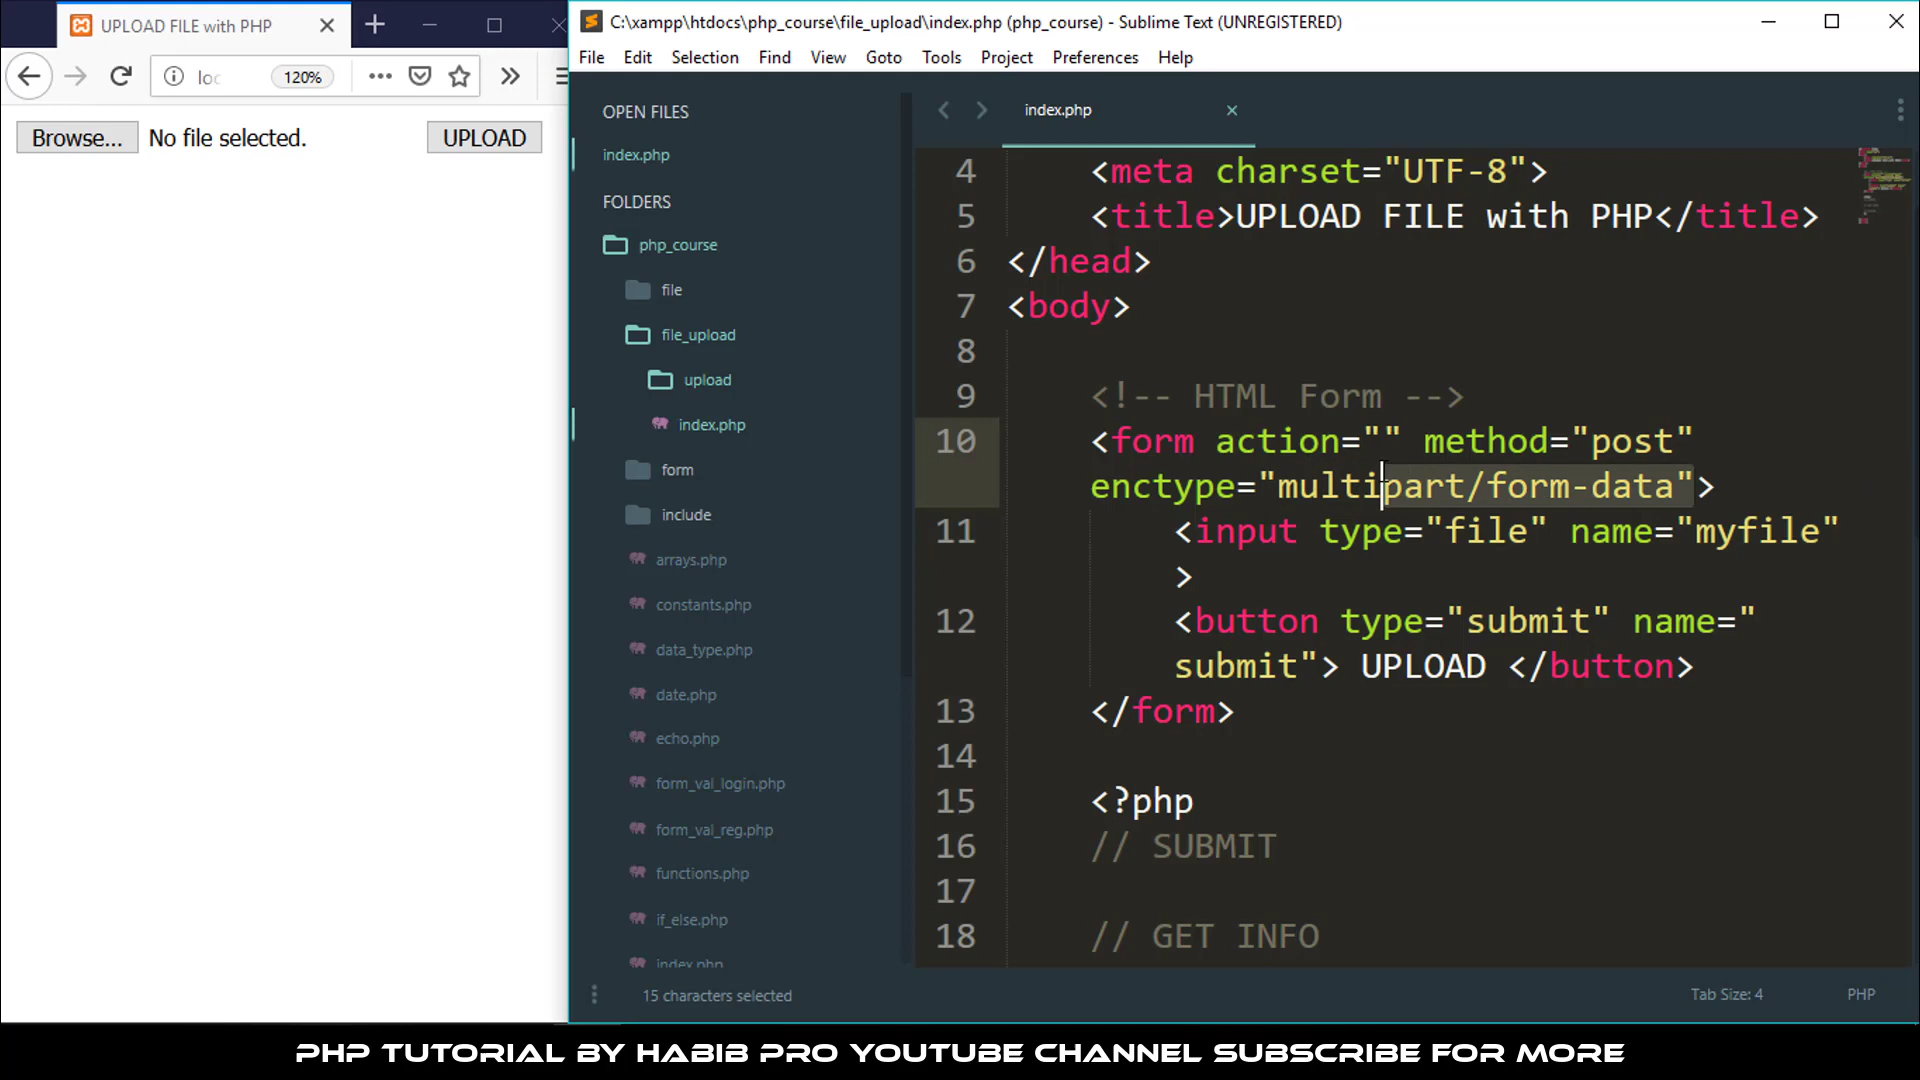 UPLOAD FILE with PHP
C:\xampp\htdocs\php_course\file_upload\index.php (php_course) - Sublime Text (UNREGISTERED)
File Edit Selection Find View Goto Tools Project Preferences Help
loc 120%
Browse... No file selected. UPLOAD
OPEN FILES
index.php
FOLDERS
php_course
file
file_upload
upload
index.php
form
include
arrays.php
constants.php
data_type.php
date.php
echo.php
form_val_login.php
form_val_reg.php
functions.php
if_else.php
index.php
index.php
4 <meta charset="UTF-8">
5 <title>UPLOAD FILE with PHP</title>
6 </head>
7 <body>
8
9 <!-- HTML Form -->
10 <form action="" method="post"
enctype="multipart/form-data">
11 <input type="file" name="myfile"
>
12 <button type="submit" name="
submit"> UPLOAD </button>
13 </form>
14
15 <?php
16 // SUBMIT
17
18 // GET INFO
15 characters selected
Tab Size: 4 PHP
PHP TUTORIAL BY HABIB PRO YOUTUBE CHANNEL SUBSCRIBE FOR MORE